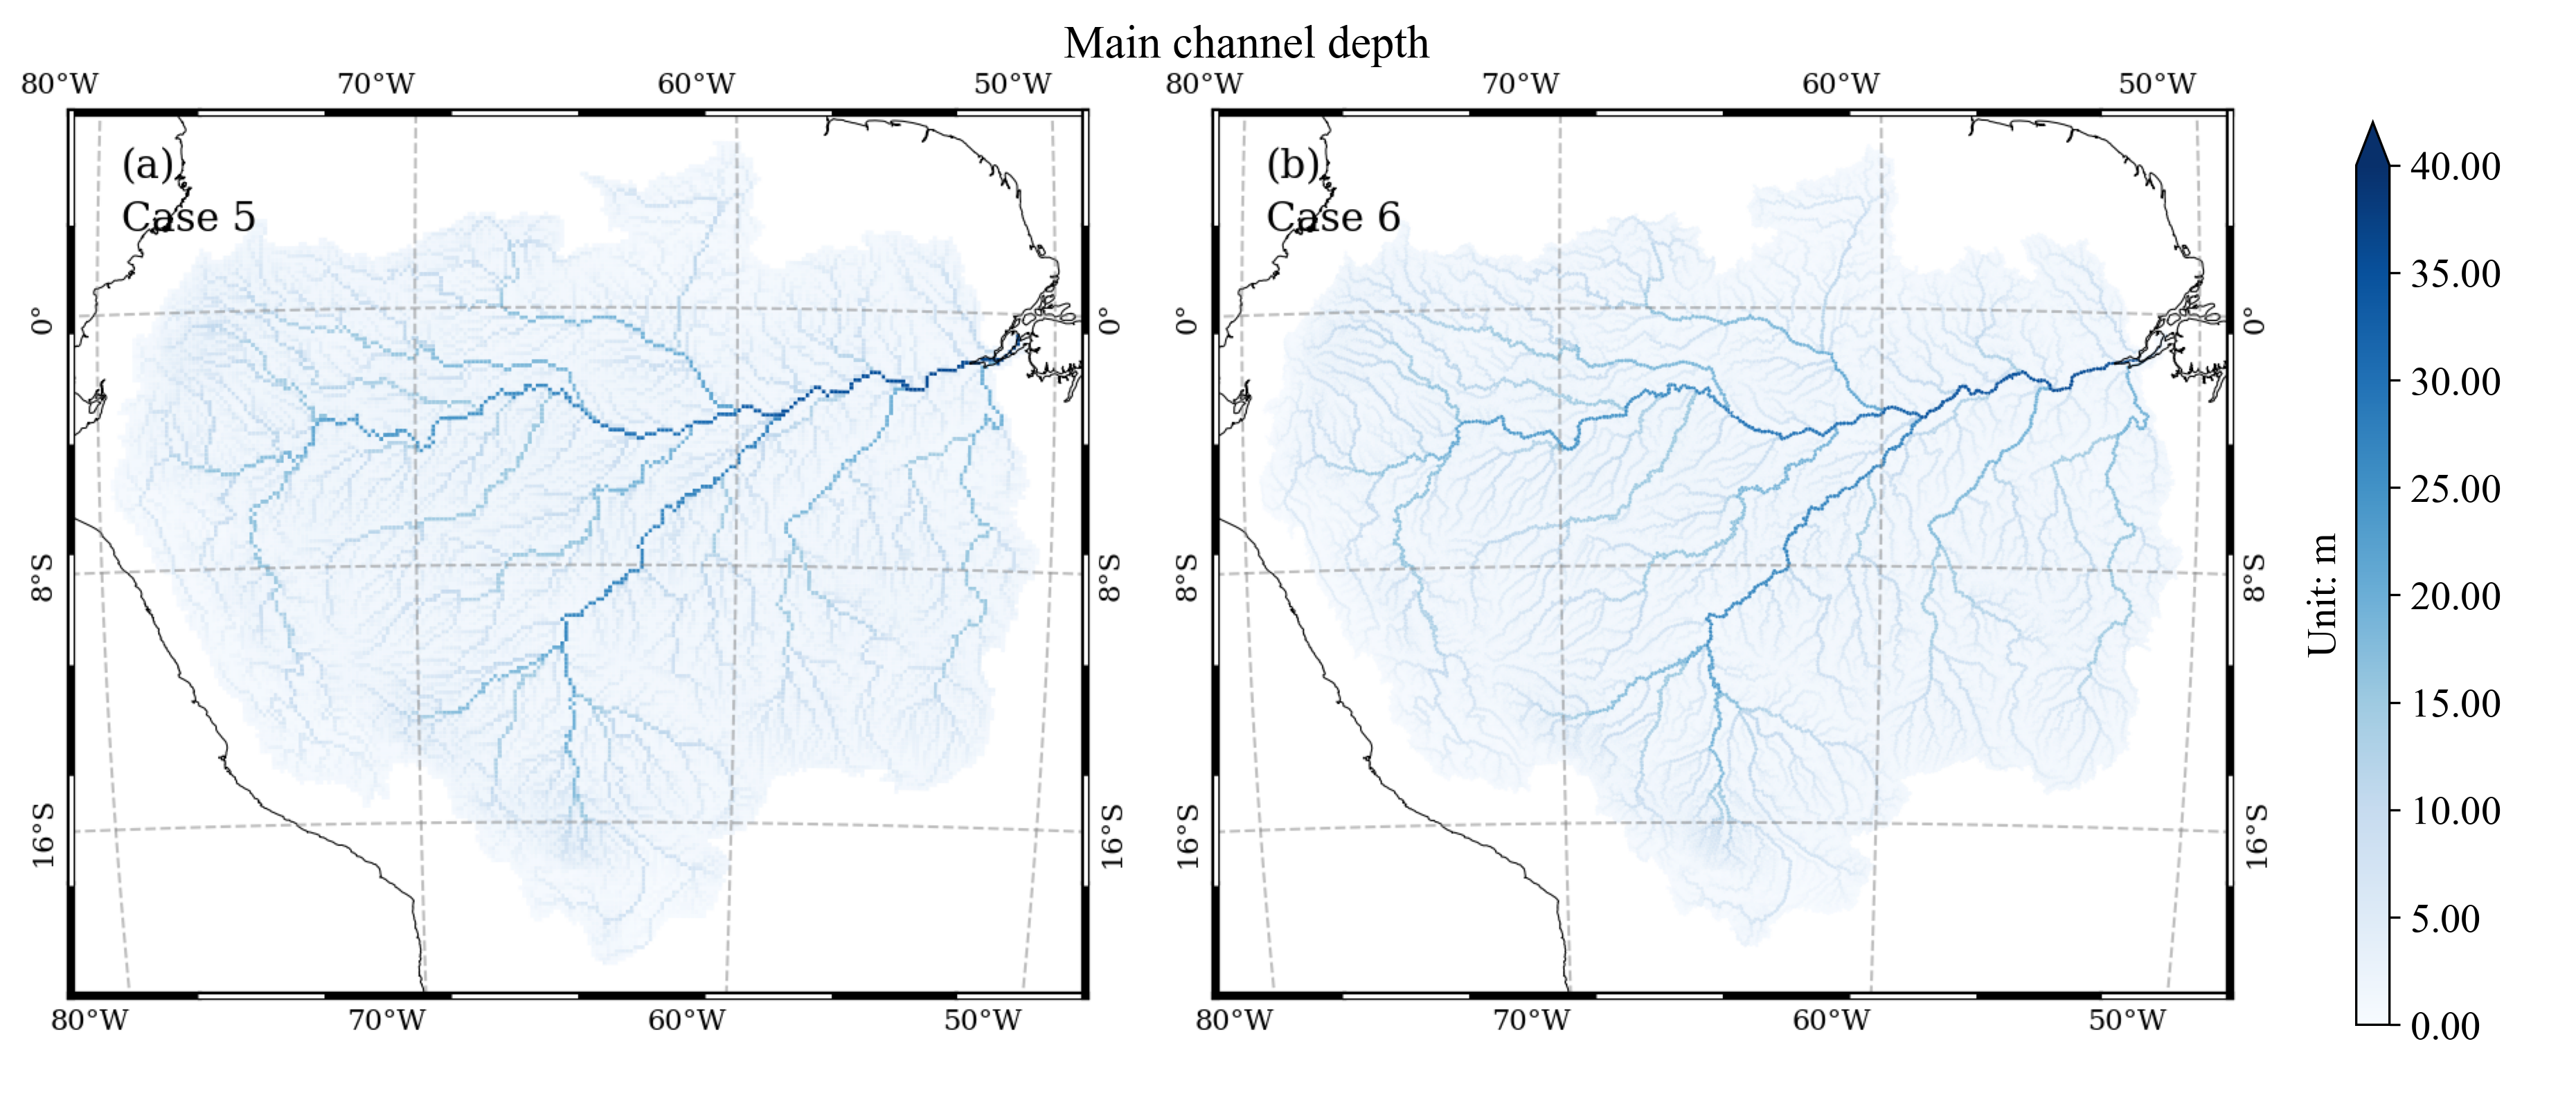 Main channel depth
80°W 70°W 60°W 50°W 80°W 70°W 60°W 50°W
(a)
Case 5
(b)
Case 6
0° 0° 0° 0°
8°S 8°S 8°S 8°S
16°S 16°S 16°S 16°S
80°W 70°W 60°W 50°W 80°W 70°W 60°W 50°W
40.00
35.00
30.00
25.00
20.00
15.00
10.00
5.00
0.00
Unit: m